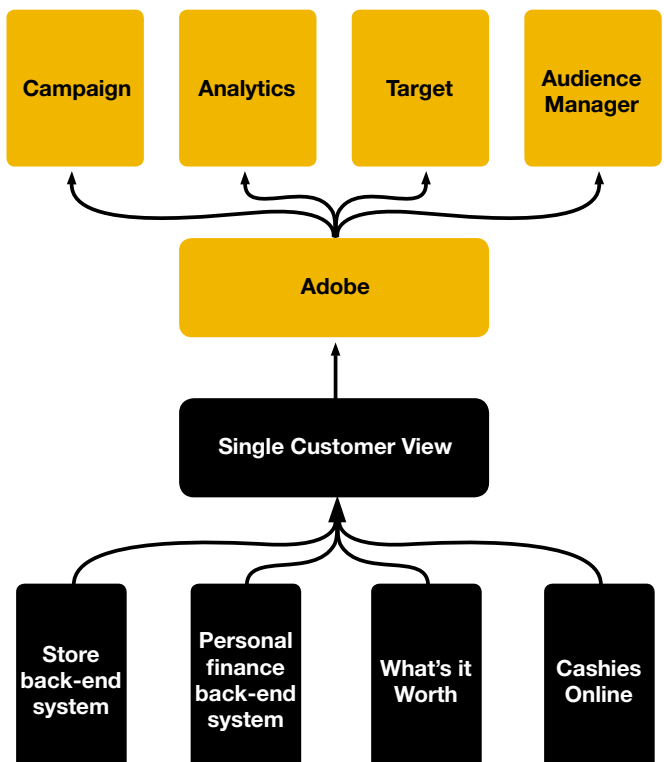 Campaign
Analytics
Target
Audience
Manager
Adobe
Single Customer View
Store
back-end
system
Personal
finance
back-end
system
What's it
Worth
Cashies
Online